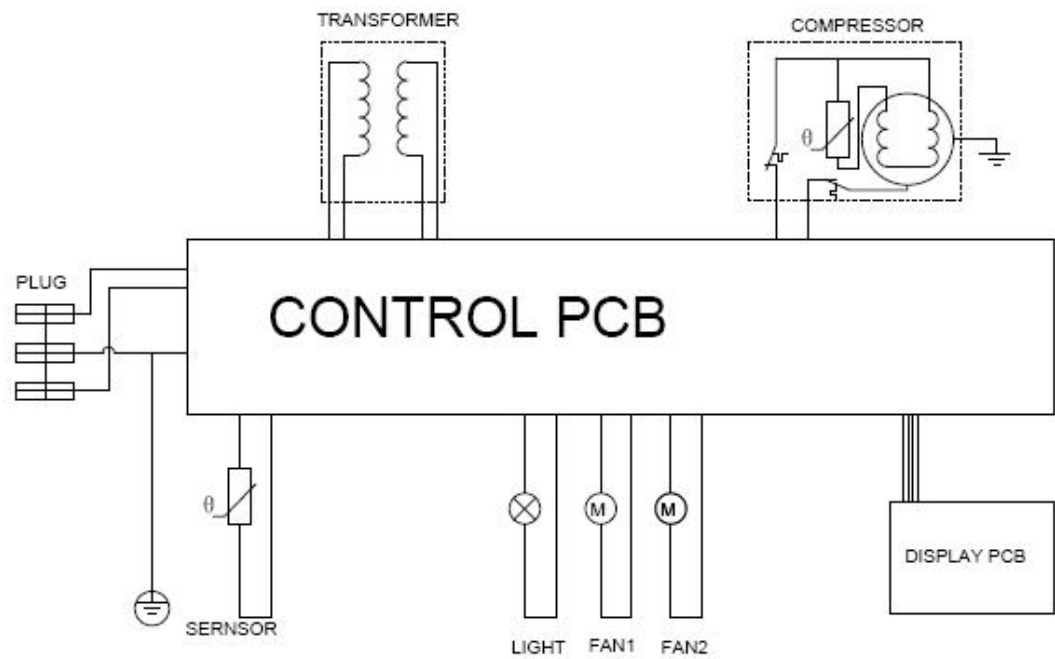 TRANSFORMER
COMPRESSOR
θ
PLUG
CONTROL PCB
θ
M
M
DISPLAY PCB
SERNSOR
LIGHT
FAN1
FAN2